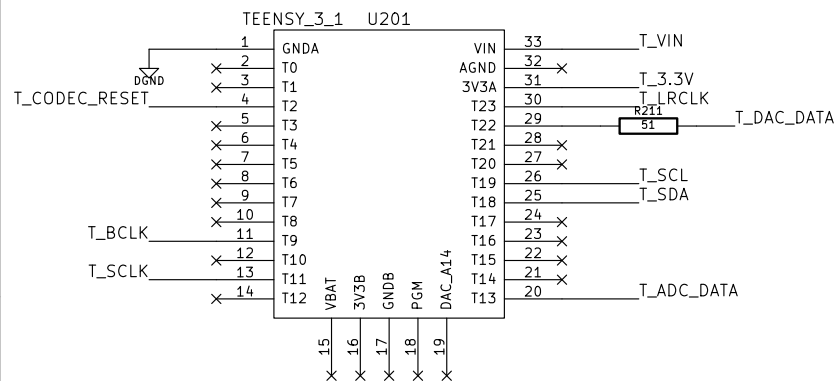 TEENSY_3_1 U201
1 GNDA VIN 33 T_VIN
DGND
2 T0 AGND 32
3 T1 3V3A 31 T_3.3V
T_CODEC_RESET 4 T2 T23 30 T_LRCLK
R211
5 T3 T22 29 51 T_DAC_DATA
6 T4 T21 28
7 T5 T20 27
8 T6 T19 26 T_SCL
9 T7 T18 25 T_SDA
10 T8 T17 24
T_BCLK 11 T9 T16 23
12 T10 T15 22
T_SCLK 13 T11 T14 21
14 T12 T13 20 T_ADC_DATA
VBAT 3V3B GNDB PGM DAC_A14
15 16 17 18 19